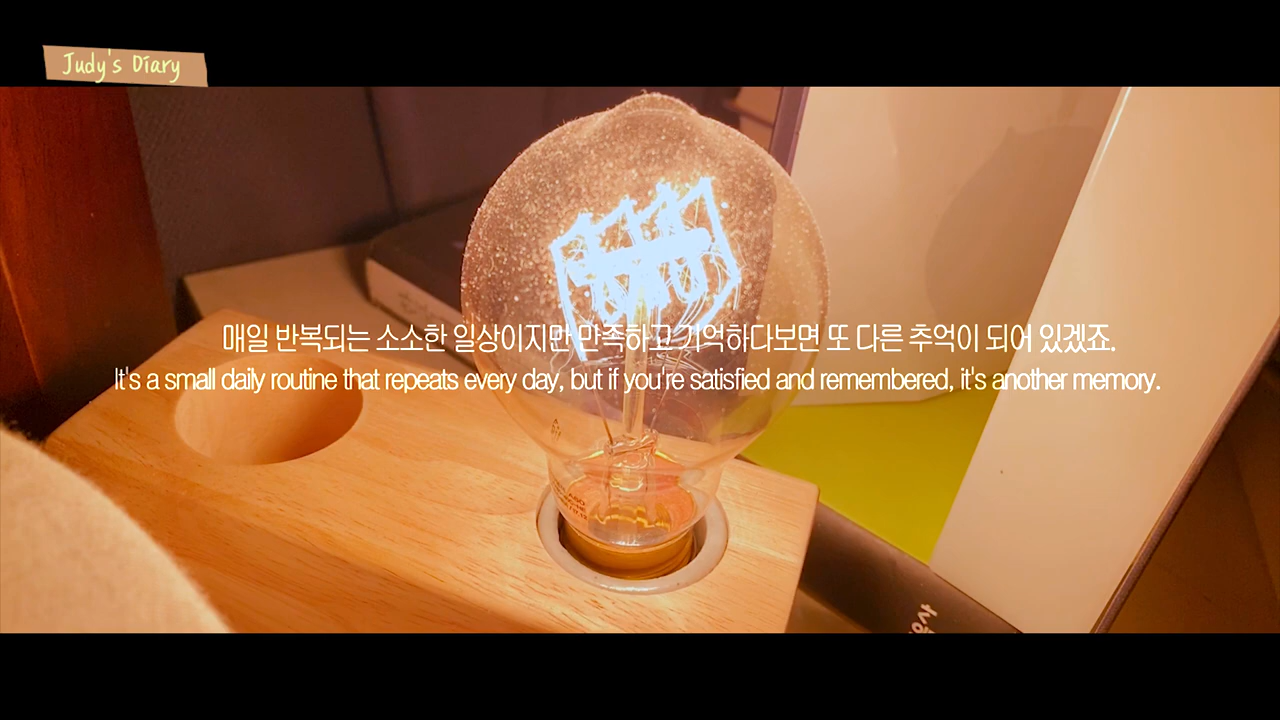 Judy's Diary
매일 반복되는 소소한 일상이지만 만족하고 기억하다보면 또 다른 추억이 되어 있겠죠.
It's a small daily routine that repeats every day, but if you're satisfied and remembered, it's another memory.